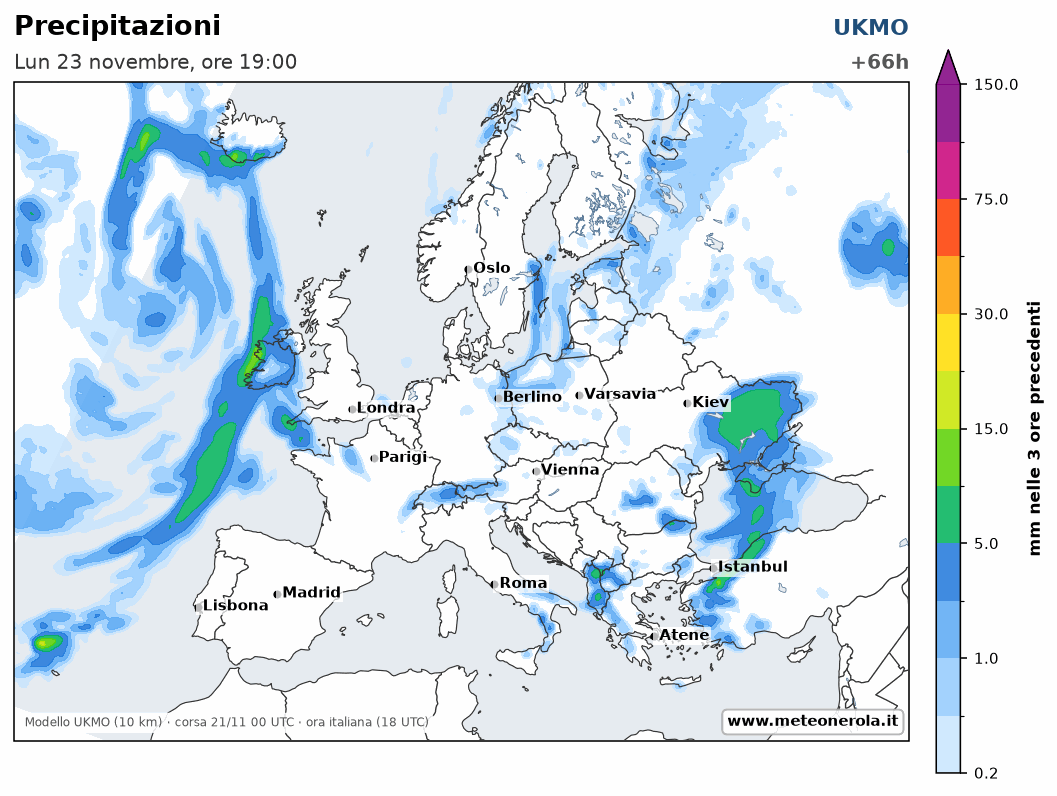 Precipitazioni
UKMO
Lun 23 novembre, ore 19:00
+66h
150.0
75.0
30.0
15.0
5.0
1.0
0.2
mm nelle 3 ore precedenti
Oslo
Berlino
Varsavia
Kiev
Londra
Parigi
Vienna
Istanbul
Roma
Madrid
Lisbona
Atene
Modello UKMO (10 km) · corsa 21/11 00 UTC · ora italiana (18 UTC)
www.meteonerola.it